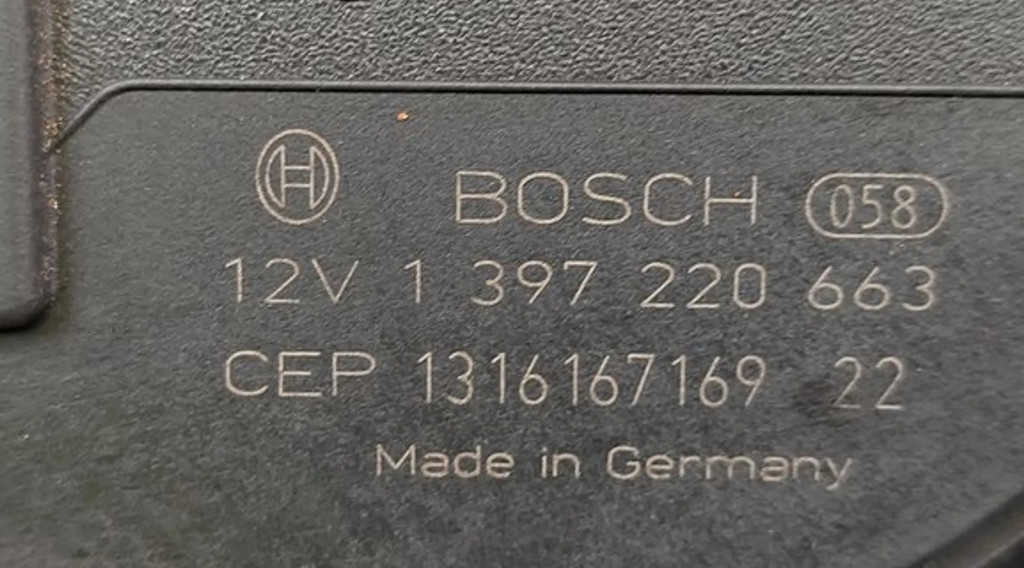 BOSCH 058
12V 1 397 220 663
CEP 1316167169 22
Made in Germany